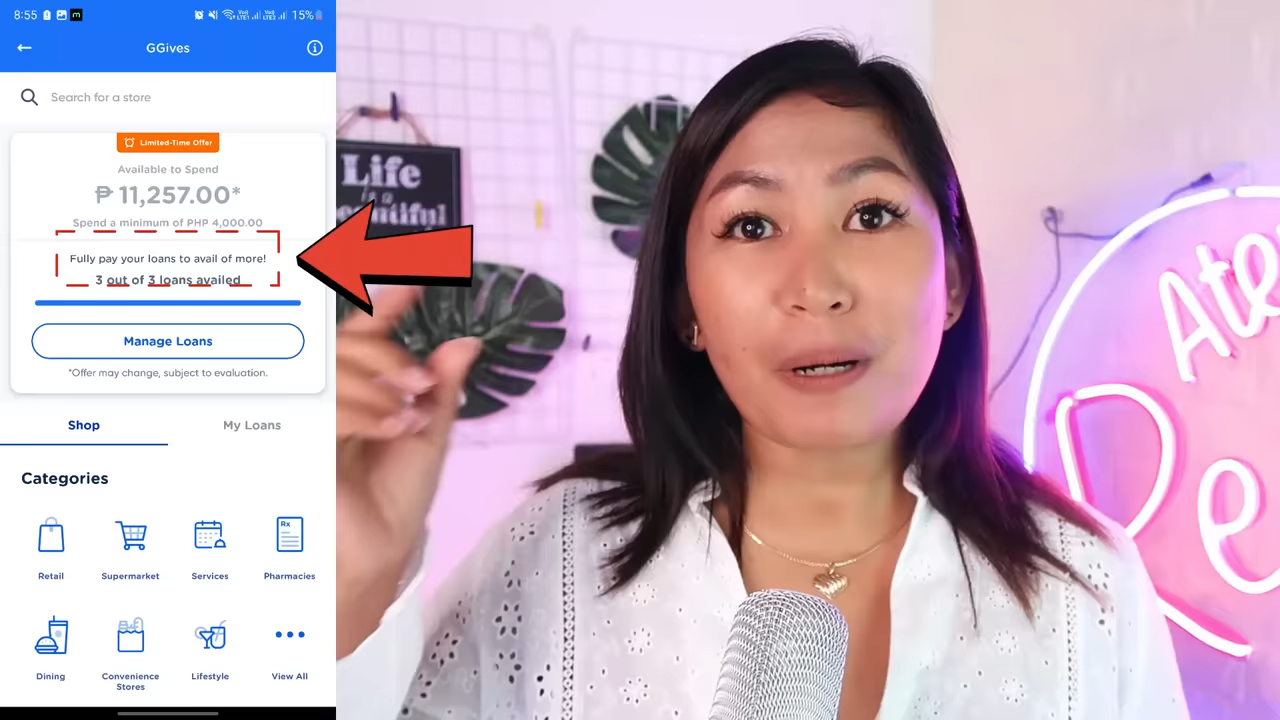 8:55
15%
GGives
Search for a store
Limited-Time Offer
Available to Spend
₱ 11,257.00*
Spend a minimum of PHP 4,000.00
Fully pay your loans to avail of more!
3 out of 3 loans availed
Manage Loans
*Offer may change, subject to evaluation.
Shop
My Loans
Categories
Retail
Supermarket
Services
Rx
Pharmacies
Dining
Convenience
Stores
Lifestyle
View All
Life
is a
Ate